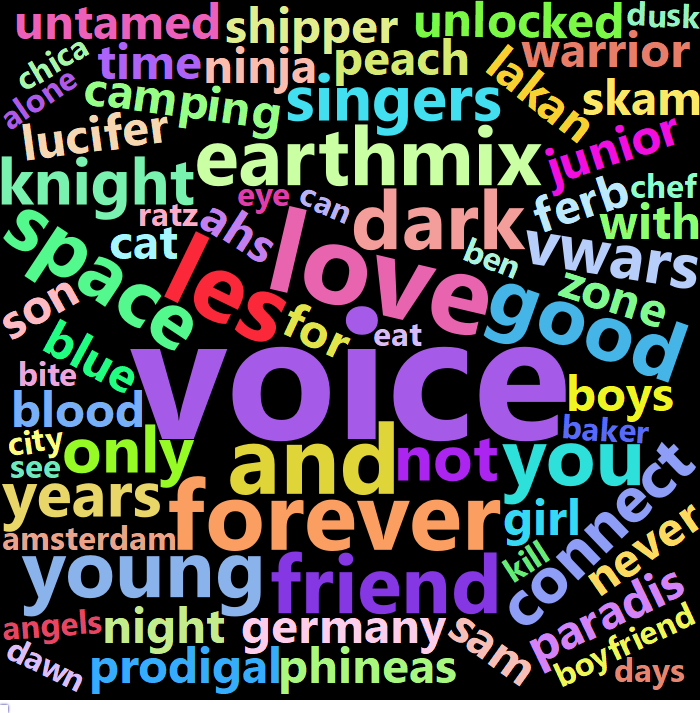 untamed
shipper
unlocked
dusk
chica
time
ninja
peach
lakan
warrior
alone
camping
singers
skam
lucifer
earthmix
junior
knight
eye
can
ferb
chef
ratz
ahs
dark
with
space
cat
les
love
ben
vwars
son
for
eat
good
zone
blue
voice
bite
boys
blood
baker
city
only
and
not
you
see
years
forever
girl
connect
amsterdam
never
young
friend
kill
angels
night
germany
sam
paradis
dawn
prodigal
phineas
boyfriend
days